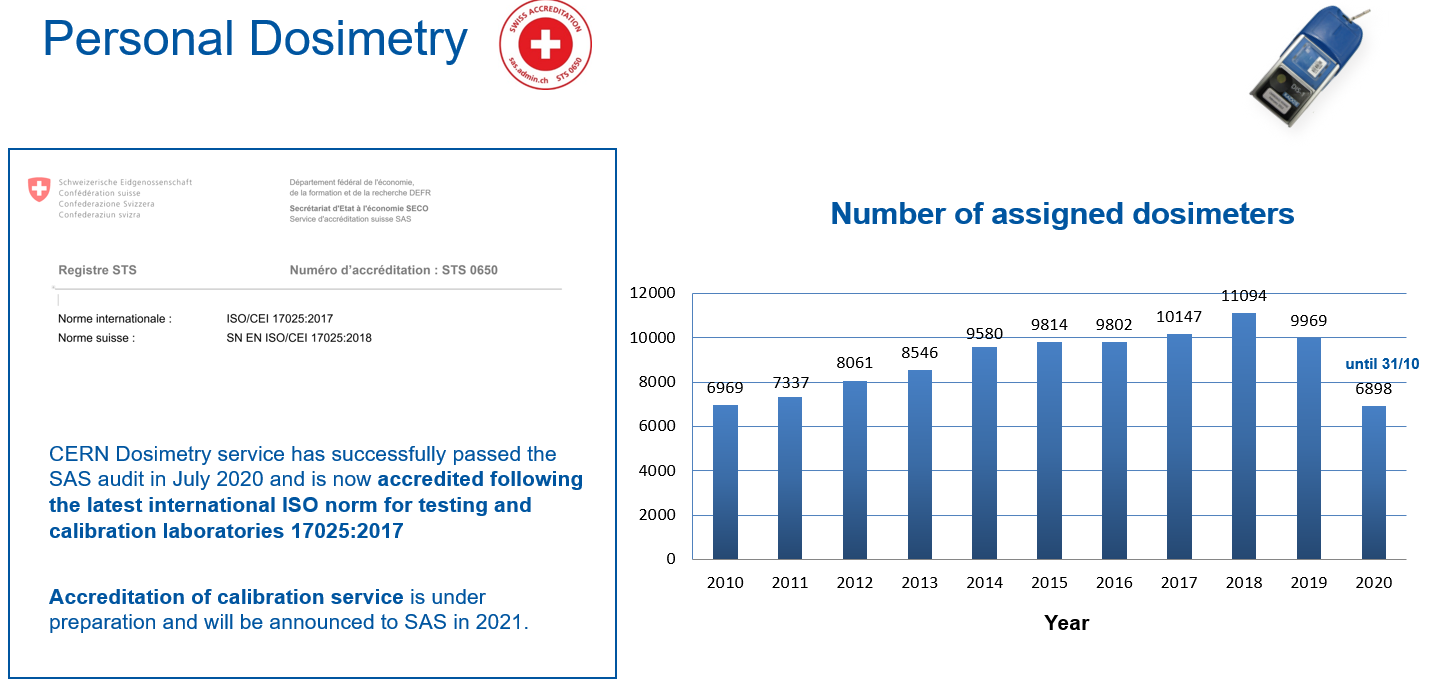 Personal Dosimetry
SWISS ACCREDITATION
sas.admin.ch STS 0650
Dis-1
Schweizerische Eidgenossenschaft
Confédération suisse
Confederazione Svizzera
Confederaziun svizra
Département fédéral de l'économie,
de la formation et de la recherche DEFR
Secrétariat d'Etat à l'économie SECO
Service d'accréditation suisse SAS
Registre STS
Numéro d'accréditation : STS 0650
Norme internationale :
ISO/CEI 17025:2017
Norme suisse :
SN EN ISO/CEI 17025:2018
CERN Dosimetry service has successfully passed the
SAS audit in July 2020 and is now accredited following
the latest international ISO norm for testing and
calibration laboratories 17025:2017
Accreditation of calibration service is under
preparation and will be announced to SAS in 2021.
Number of assigned dosimeters
12000
10000
8000
6000
4000
2000
0
6969
7337
8061
8546
9580
9814
9802
10147
11094
9969
until 31/10
6898
2010 2011 2012 2013 2014 2015 2016 2017 2018 2019 2020
Year